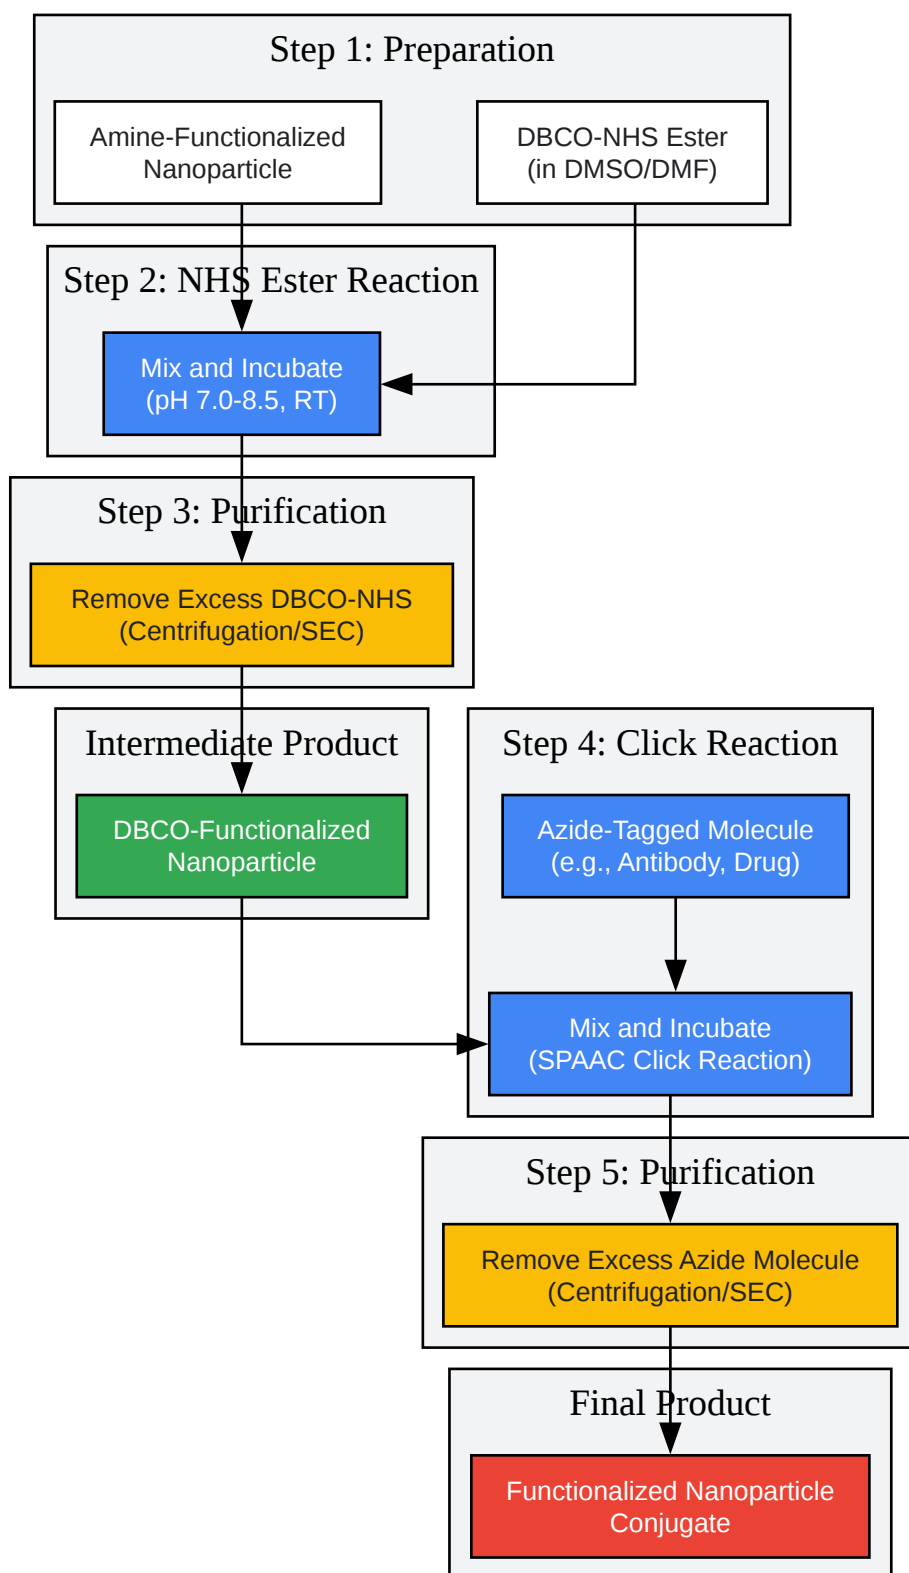 Step 1: Preparation
Amine-Functionalized
Nanoparticle
DBCO-NHS Ester
(in DMSO/DMF)
Step 2: NHS Ester Reaction
Mix and Incubate
(pH 7.0-8.5, RT)
Step 3: Purification
Remove Excess DBCO-NHS
(Centrifugation/SEC)
Intermediate Product
DBCO-Functionalized
Nanoparticle
Step 4: Click Reaction
Azide-Tagged Molecule
(e.g., Antibody, Drug)
Mix and Incubate
(SPAAC Click Reaction)
Step 5: Purification
Remove Excess Azide Molecule
(Centrifugation/SEC)
Final Product
Functionalized Nanoparticle
Conjugate